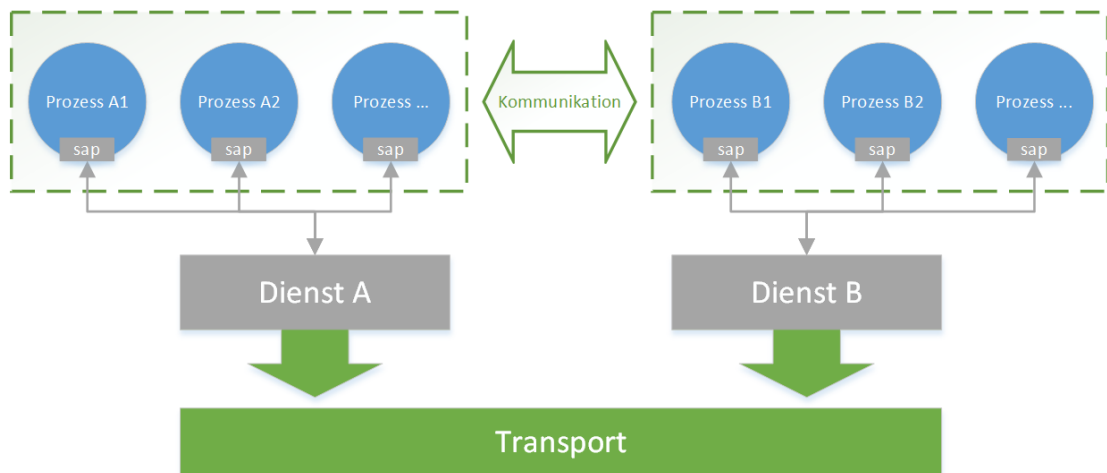 Prozess A1
Prozess A2
Prozess ...
Kommunikation
Prozess B1
Prozess B2
Prozess ...
sap
sap
sap
sap
sap
sap
Dienst A
Dienst B
Transport